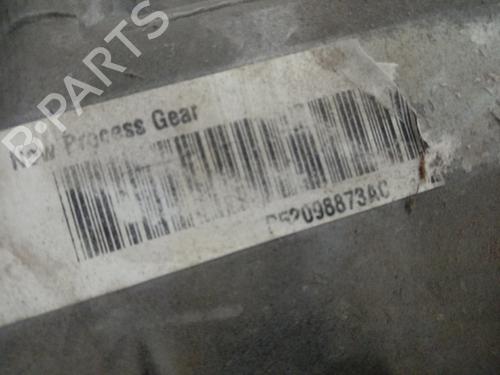 B-PARTS
New Process Gear
P52098873AC